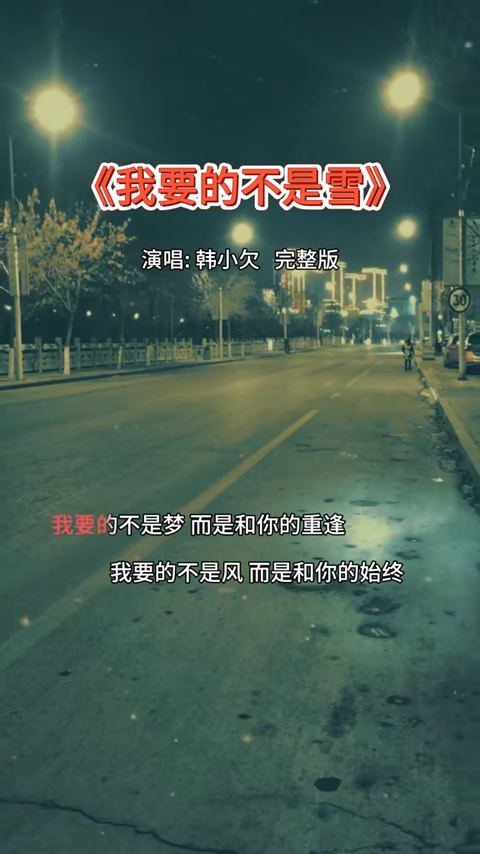 《我要的不是雪》
演唱: 韩小欠 完整版
30
我要的不是梦 而是和你的重逢
我要的不是风 而是和你的始终